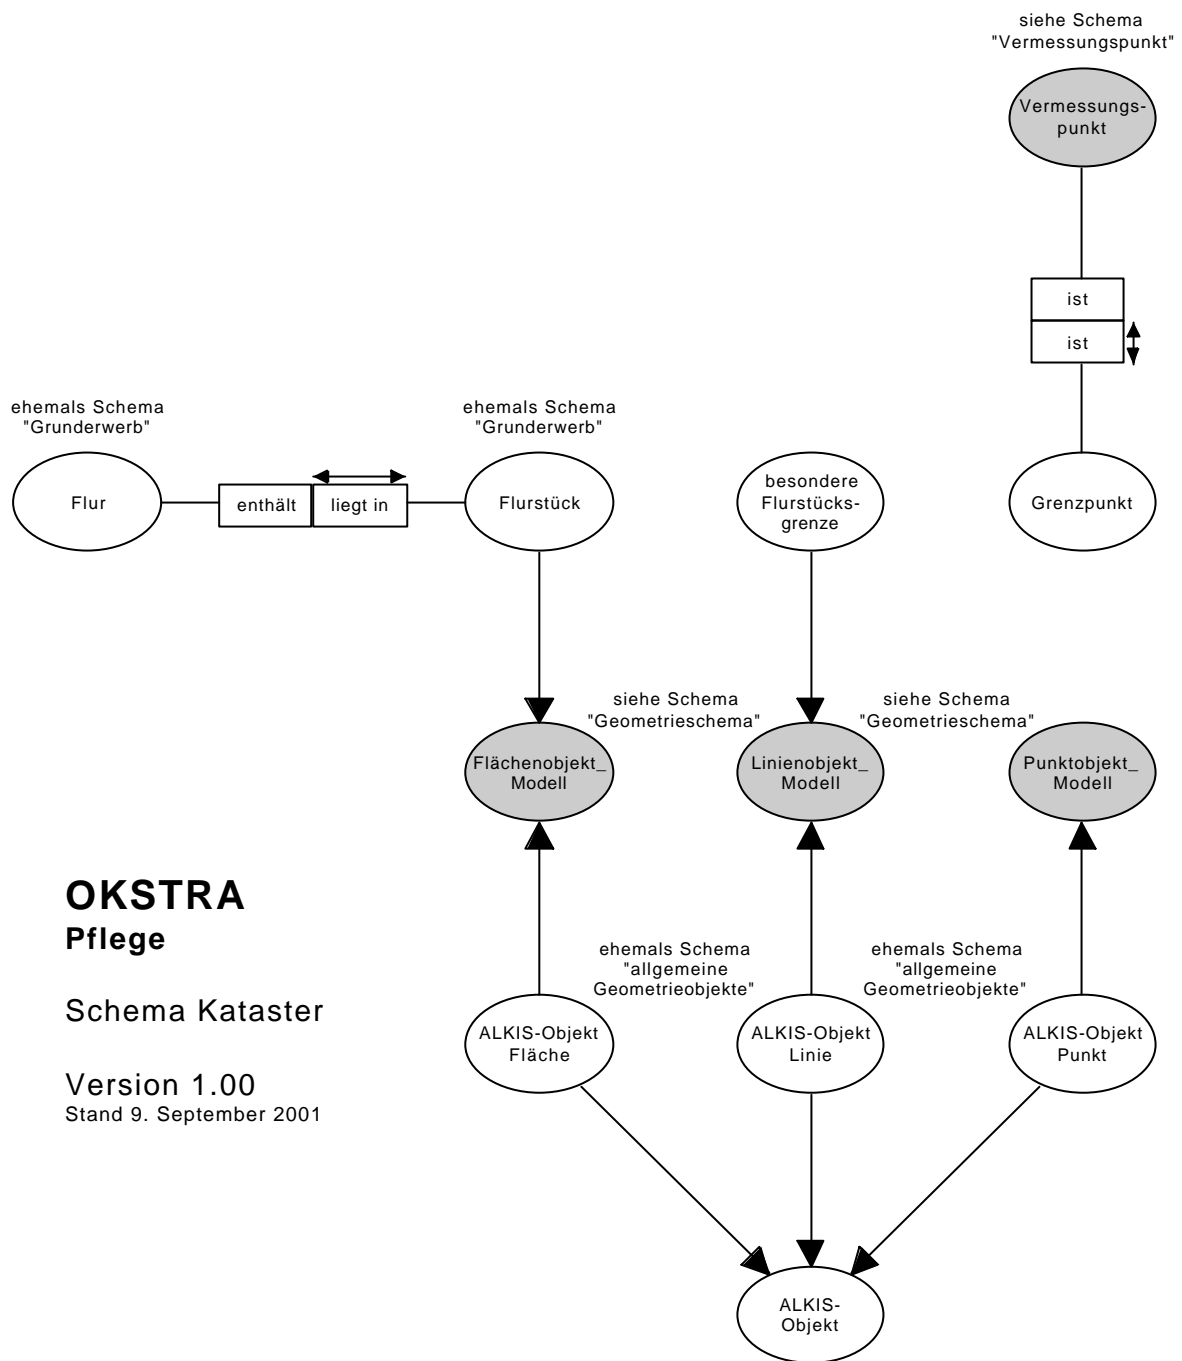 siehe Schema
"Vermessungspunkt"
Vermessungs-
punkt
ist
ist
ehemals Schema
"Grunderwerb"
ehemals Schema
"Grunderwerb"
Flur
enthält
liegt in
Flurstück
besondere
Flurstücks-
grenze
Grenzpunkt
siehe Schema
"Geometrieschema"
siehe Schema
"Geometrieschema"
Flächenobjekt_
Modell
Linienobjekt_
Modell
Punktobjekt_
Modell
OKSTRA
Pflege
Schema Kataster
Version 1.00
Stand 9. September 2001
ehemals Schema
"allgemeine
Geometrieobjekte"
ehemals Schema
"allgemeine
Geometrieobjekte"
ALKIS-Objekt
Fläche
ALKIS-Objekt
Linie
ALKIS-Objekt
Punkt
ALKIS-
Objekt